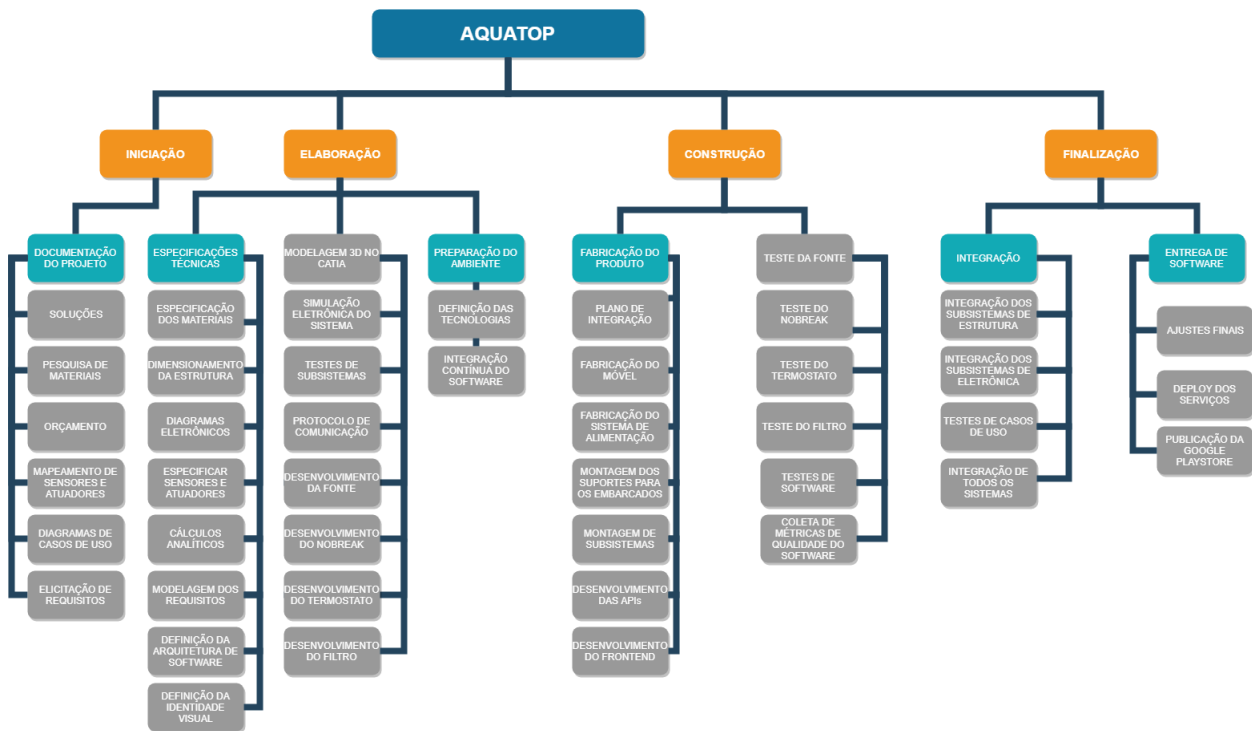 AQUATOP
INICIAÇÃO
ELABORAÇÃO
CONSTRUÇÃO
FINALIZAÇÃO
DOCUMENTAÇÃO
DO PROJETO
SOLUÇÕES
PESQUISA DE
MATERIAIS
ORÇAMENTO
MAPEAMENTO DE
SENSORES E
ATUADORES
DIAGRAMAS DE
CASOS DE USO
ELICITAÇÃO DE
REQUISITOS
ESPECIFICAÇÕES
TÉCNICAS
ESPECIFICAÇÃO
DOS MATERIAIS
DIMENSIONAMENTO
DA ESTRUTURA
DIAGRAMAS
ELETRÔNICOS
ESPECIFICAR
SENSORES E
ATUADORES
CÁLCULOS
ANALÍTICOS
MODELAGEM DOS
REQUISITOS
DEFINIÇÃO DA
ARQUITETURA DE
SOFTWARE
DEFINIÇÃO DA
IDENTIDADE
VISUAL
MODELAGEM 3D NO
CATIA
SIMULAÇÃO
ELETRÔNICA DO
SISTEMA
TESTES DE
SUBSISTEMAS
PROTOCOLO DE
COMUNICAÇÃO
DESENVOLVIMENTO
DA FONTE
DESENVOLVIMENTO
DO NOBREAK
DESENVOLVIMENTO
DO TERMOSTATO
DESENVOLVIMENTO
DO FILTRO
PREPARAÇÃO DO
AMBIENTE
DEFINIÇÃO DAS
TECNOLOGIAS
INTEGRAÇÃO
CONTÍNUA DO
SOFTWARE
FABRICAÇÃO DO
PRODUTO
PLANO DE
INTEGRAÇÃO
FABRICAÇÃO DO
MÓVEL
FABRICAÇÃO DO
SISTEMA DE
ALIMENTAÇÃO
MONTAGEM DOS
SUPORTES PARA
OS EMBARCADOS
MONTAGEM DE
SUBSISTEMAS
DESENVOLVIMENTO
DAS APIs
DESENVOLVIMENTO
DO FRONTEND
TESTE DA FONTE
TESTE DO
NOBREAK
TESTE DO
TERMOSTATO
TESTE DO FILTRO
TESTES DE
SOFTWARE
COLETA DE
MÉTRICAS DE
QUALIDADE DO
SOFTWARE
INTEGRAÇÃO
INTEGRAÇÃO DOS
SUBSISTEMAS DE
ESTRUTURA
INTEGRAÇÃO DOS
SUBSISTEMAS DE
ELETRÔNICA
TESTES DE CASOS
DE USO
INTEGRAÇÃO DE
TODOS OS
SISTEMAS
ENTREGA DE
SOFTWARE
AJUSTES FINAIS
DEPLOY DOS
SERVIÇOS
PUBLICAÇÃO DA
GOOGLE
PLAYSTORE